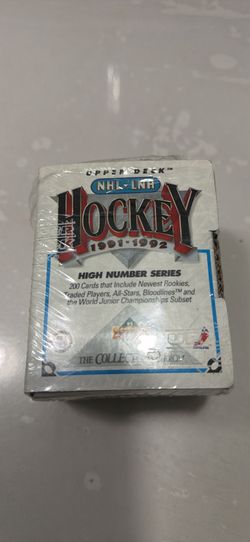 UPPER DECK™
NHL-LNH
HOCKEY
1991-1992
HIGH NUMBER SERIES
200 Cards that Include Newest Rookies,
Traded Players, All-Stars, Bloodlines™ and
the World Junior Championships Subset
THE COLLECTOR'S